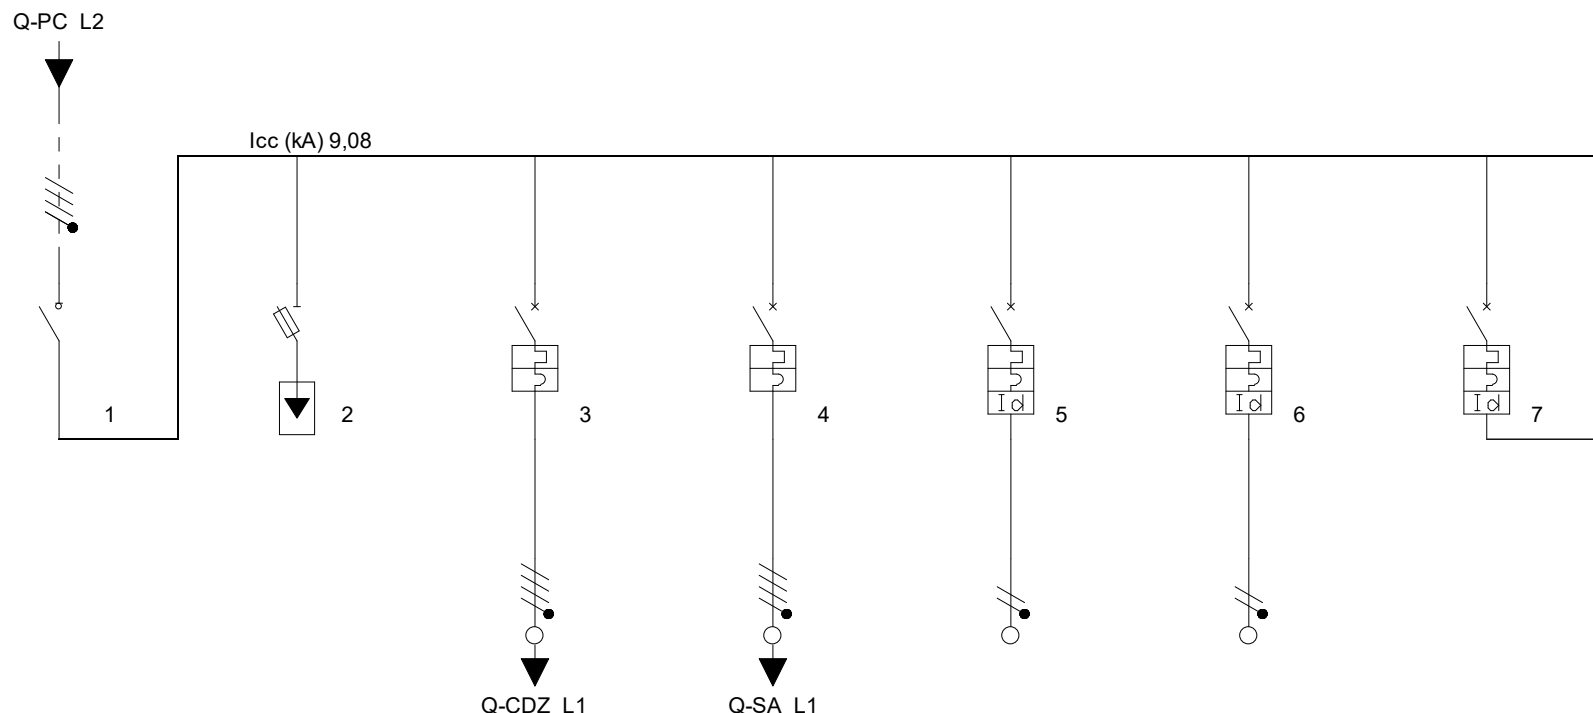 Q-PC L2
Icc (kA) 9,08
1
2
3
4
5
6
7
Id
Id
Id
Q-CDZ L1
Q-SA L1